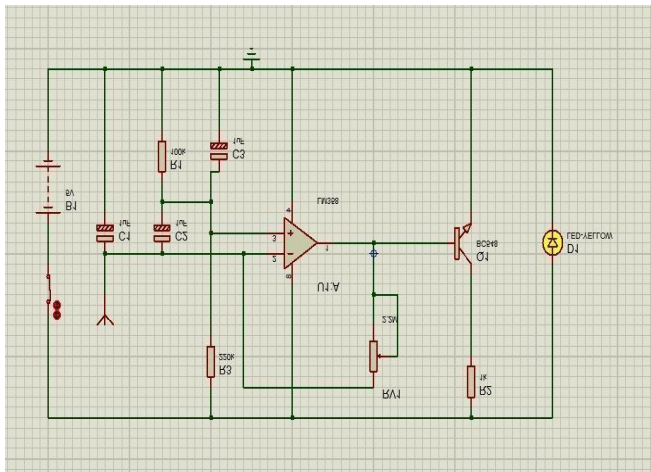 100k
R1
1uF
C3
6V
B1
1uF
C1
1uF
C2
LM358
4
3
2
1
8
U1:A
BC548
Q1
LED-YELLOW
D1
220k
R3
2.2M
RV1
1k
R2